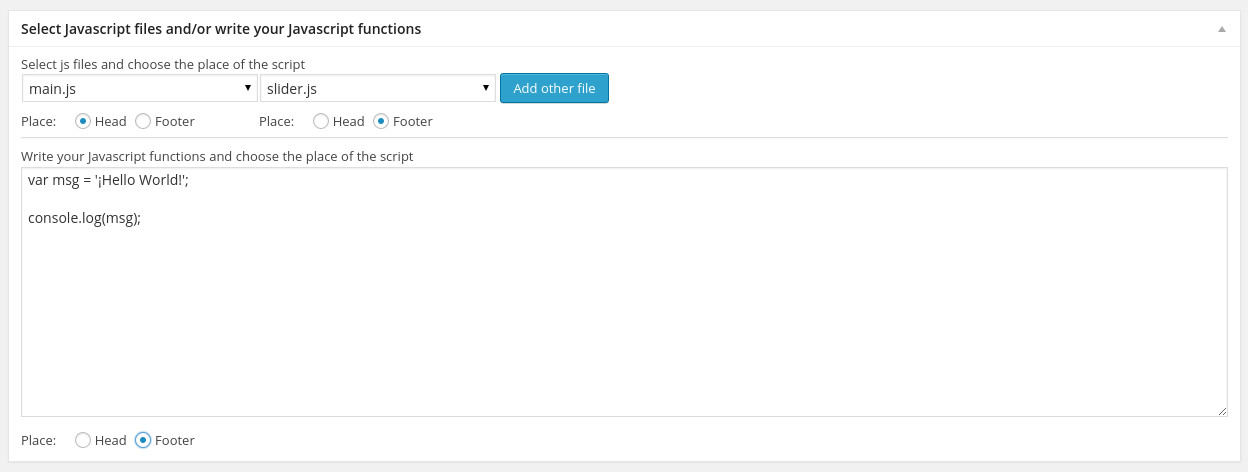 Select Javascript files and/or write your Javascript functions
Select js files and choose the place of the script
main.js slider.js Add other file
Place: Head Footer Place: Head Footer
Write your Javascript functions and choose the place of the script
var msg = '¡Hello World!';
console.log(msg);
Place: Head Footer